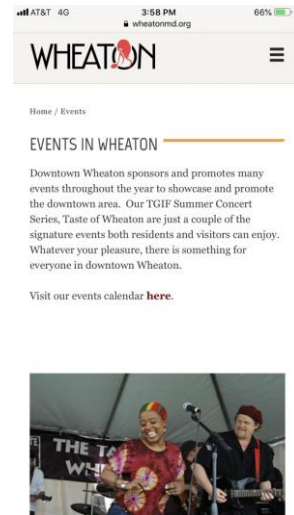 AT&T 4G 3:58 PM 66%
wheatonmd.org
WHEATON
Home / Events
EVENTS IN WHEATON
Downtown Wheaton sponsors and promotes many
events throughout the year to showcase and promote
the downtown area. Our TGIF Summer Concert
Series, Taste of Wheaton are just a couple of the
signature events both residents and visitors can enjoy.
Whatever your pleasure, there is something for
everyone in downtown Wheaton.
Visit our events calendar here.
THE TA
WH